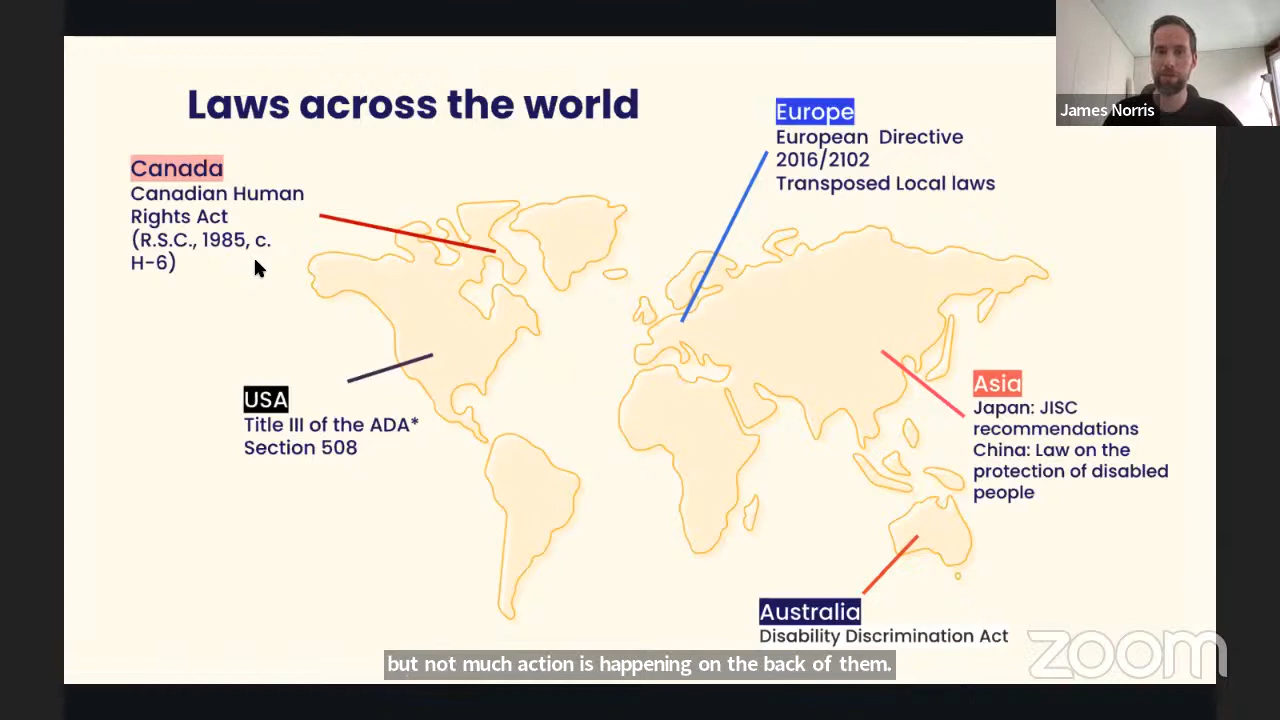 Laws across the world
James Norris
Europe
European Directive
2016/2102
Transposed Local laws
Canada
Canadian Human
Rights Act
(R.S.C., 1985, c.
H-6)
USA
Title III of the ADA*
Section 508
Asia
Japan: JISC
recommendations
China: Law on the
protection of disabled
people
Australia
Disability Discrimination Act
zoom
but not much action is happening on the back of them.